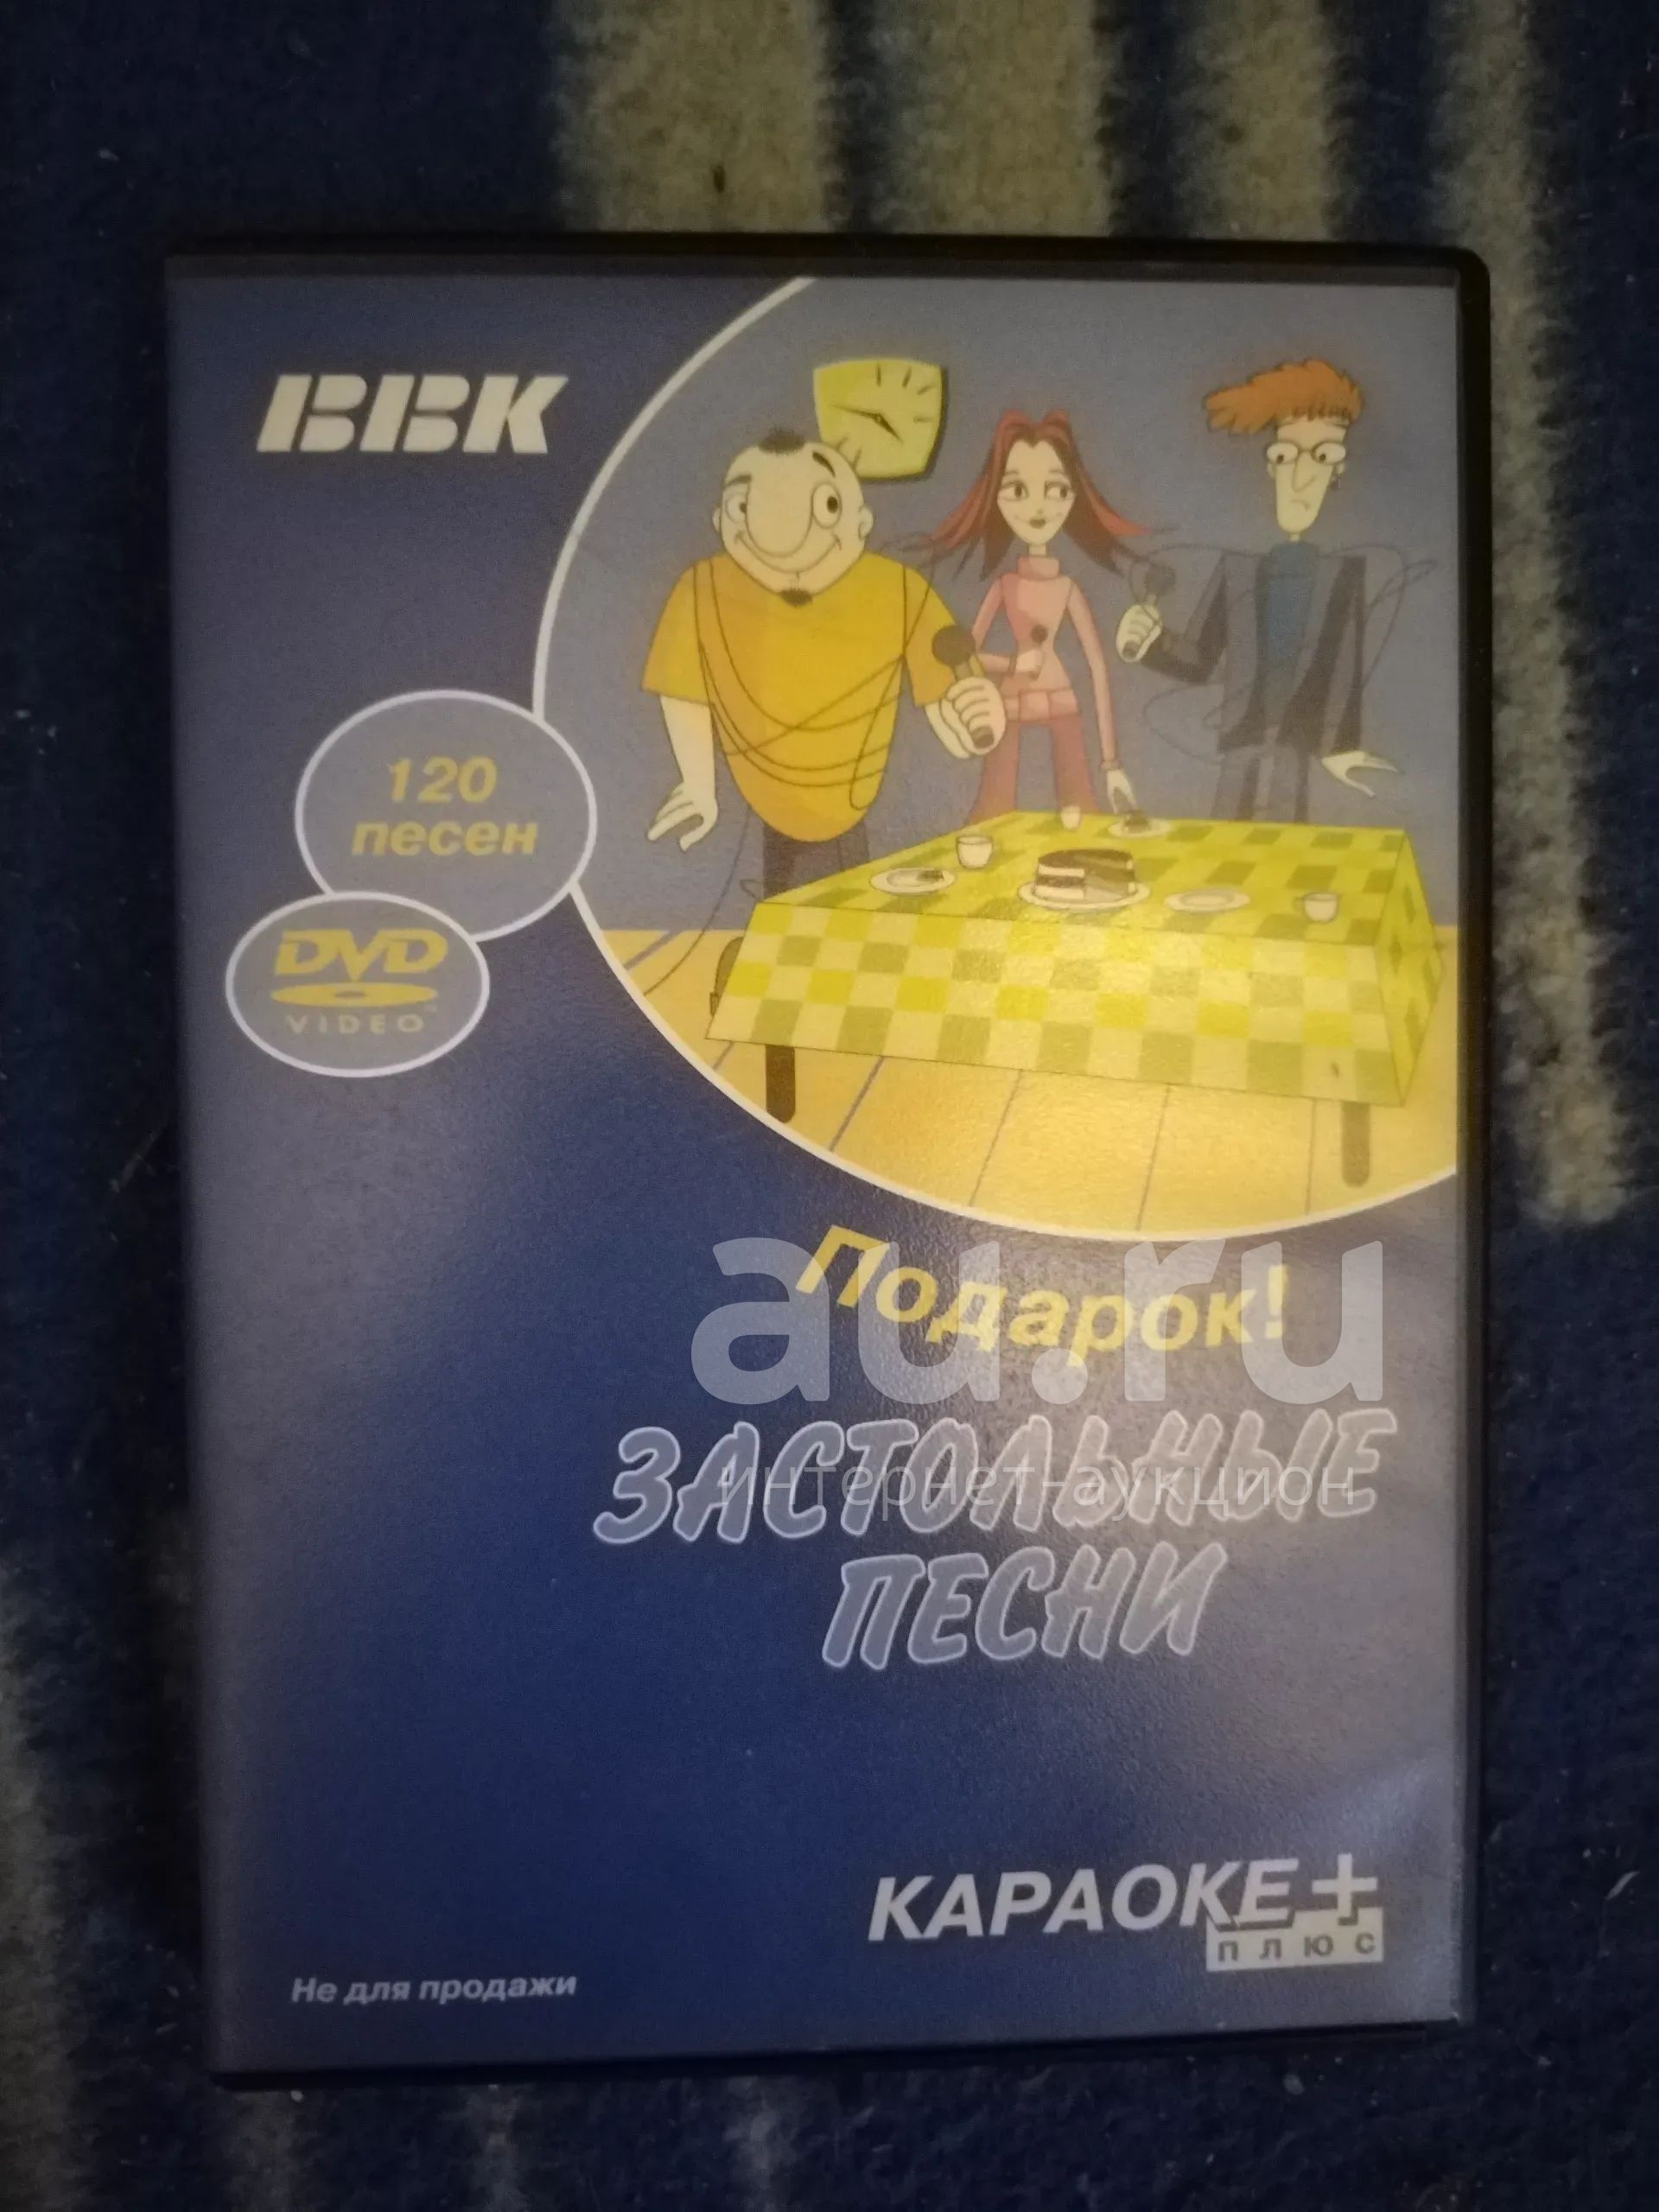 BBK
120
песен
DVD
VIDEO
Подарок!
au.ru
ЗАСТОЛЬНЫЕ
интернет-аукцион
ПЕСНИ
КАРАОКЕ+
плюс
Не для продажи